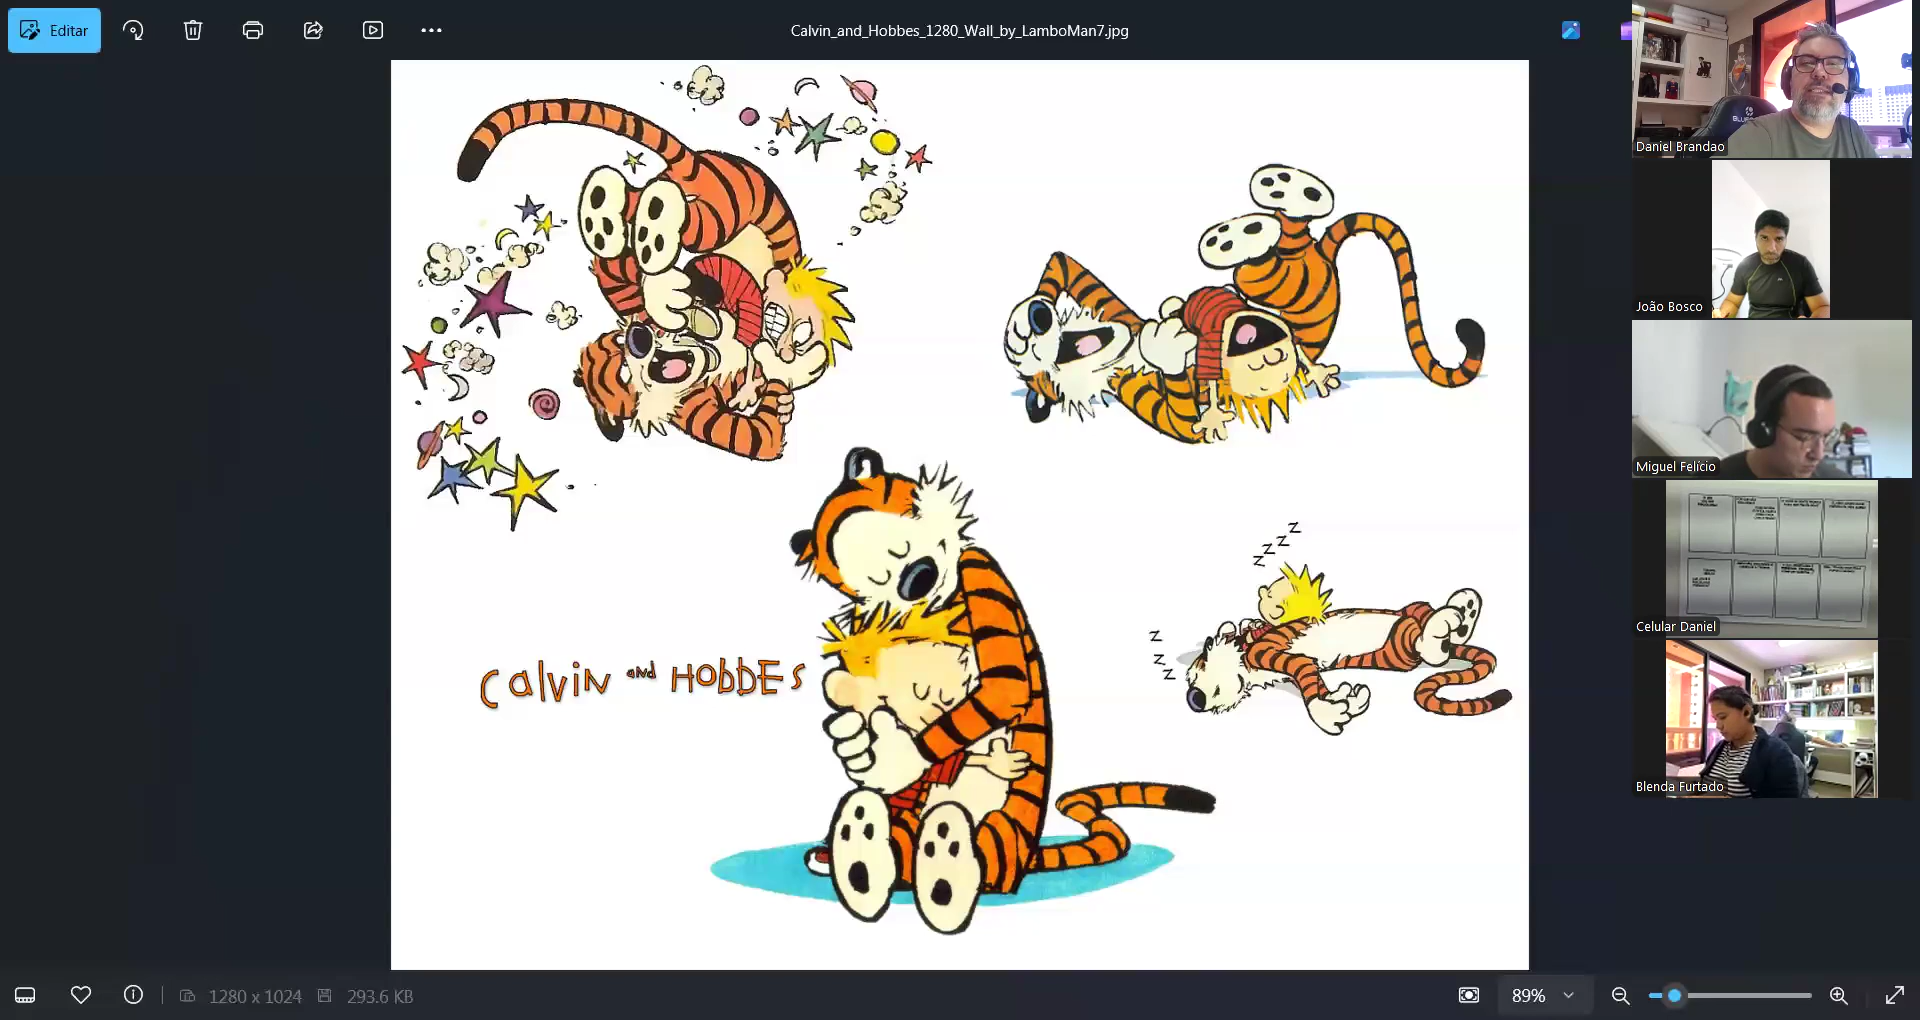 Editar
Calvin_and_Hobbes_1280_Wall_by_LamboMan7.jpg
Daniel Brandao
João Bosco
Miguel Felício
Celular Daniel
Blenda Furtado
CalviN and HOBBES
z z z z
z z z z
1280 x 1024
293.6 KB
89%